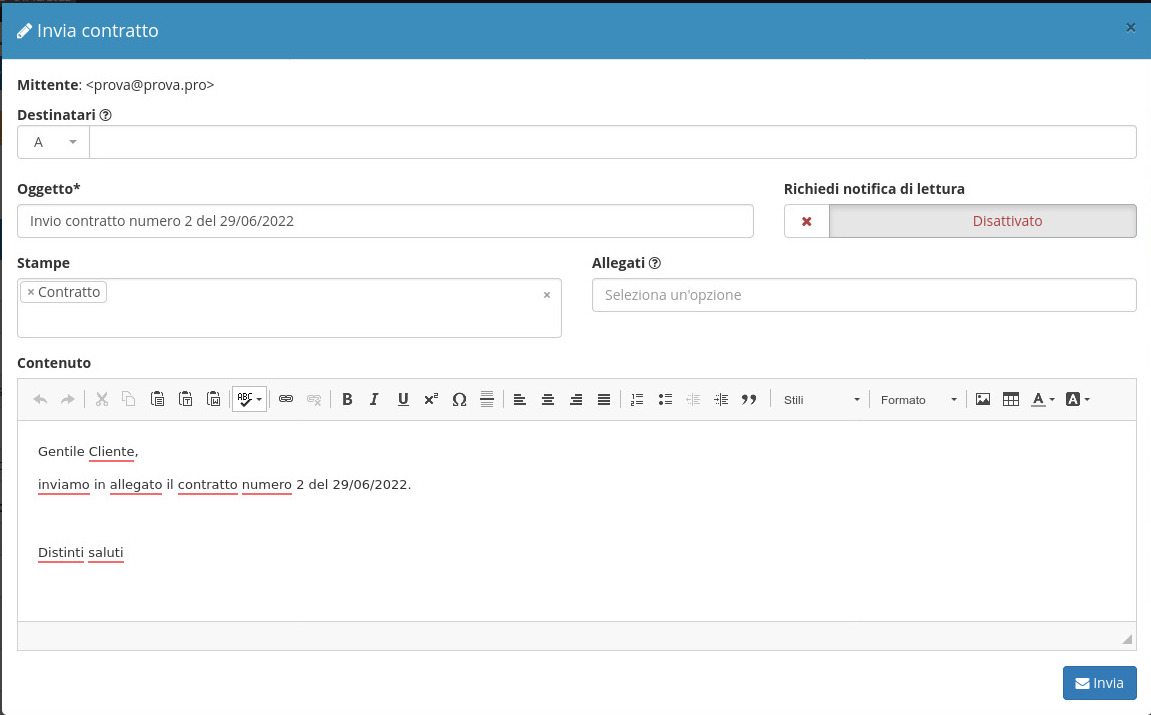 Invia contratto
×
Mittente: <prova@prova.pro>
Destinatari
A
Oggetto*
Richiedi notifica di lettura
Invio contratto numero 2 del 29/06/2022
Disattivato
Stampe
Allegati
× Contratto
×
Seleziona un'opzione
Contenuto
ABC B I U x² Ω Stili Formato A A
Gentile Cliente,
inviamo in allegato il contratto numero 2 del 29/06/2022.
Distinti saluti
Invia